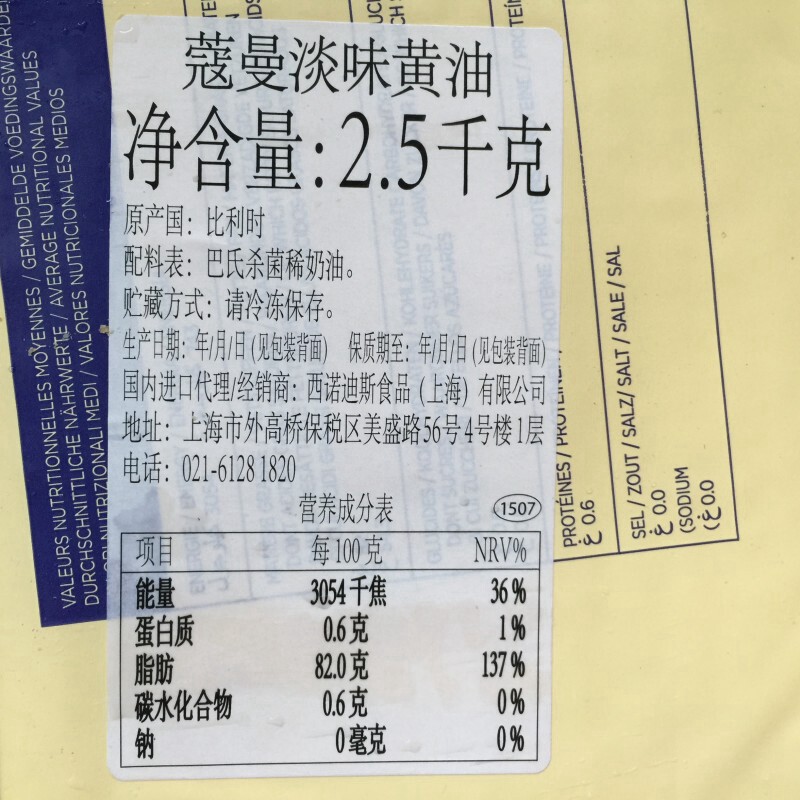 蔻曼淡味黄油
净含量:2.5千克
原产国：比利时
配料表：巴氏杀菌稀奶油。
贮藏方式：请冷冻保存。
生产日期：年/月/日(见包装背面) 保质期至：年/月/日(见包装背面)
国内进口代理/经销商：西诺迪斯食品（上海）有限公司
地址：上海市外高桥保税区美盛路56号4号楼1层
电话：021-6128 1820
营养成分表 1507
项目 每100克 NRV%
能量 3054千焦 36%
蛋白质 0.6克 1%
脂肪 82.0克 137%
碳水化合物 0.6克 0%
钠 0毫克 0%
VALEURS NUTRITIONNELLES MOYENNES / GEMIDDELDE VOEDINGSWAARDE
DURCHSCHNITTLICHE NÄHRWERTE / AVERAGE NUTRITIONAL VALUES
NUTRIZIONALI MEDI / VALORES NUTRICIONALES MEDIOS
PROTÉINES / PROTEINE
0.6
SEL / ZOUT / SALZ / SALT / SALE / SAL
0.0
(SODIUM
0.0